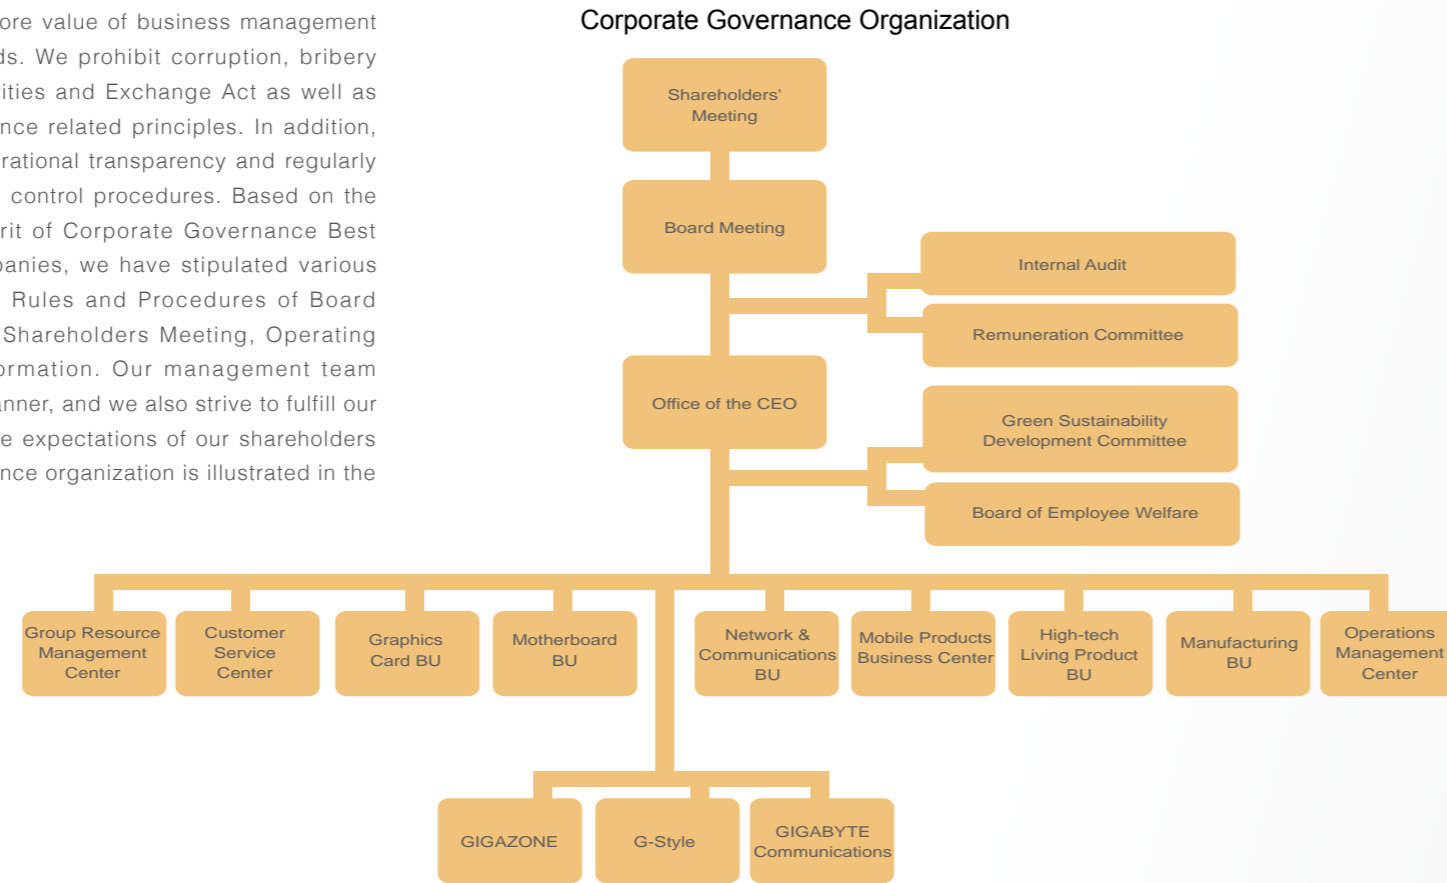 ore value of business management
ds. We prohibit corruption, bribery
ities and Exchange Act as well as
nce related principles. In addition,
rational transparency and regularly
control procedures. Based on the
rit of Corporate Governance Best
panies, we have stipulated various
Rules and Procedures of Board
Shareholders Meeting, Operating
ormation. Our management team
anner, and we also strive to fulfill our
e expectations of our shareholders
nce organization is illustrated in the
Corporate Governance Organization
Shareholders'
Meeting
Board Meeting
Internal Audit
Remuneration Committee
Office of the CEO
Green Sustainability
Development Committee
Board of Employee Welfare
Group Resource
Management
Center
Customer
Service
Center
Graphics
Card BU
Motherboard
BU
Network &
Communications
BU
Mobile Products
Business Center
High-tech
Living Product
BU
Manufacturing
BU
Operations
Management
Center
GIGAZONE
G-Style
GIGABYTE
Communications